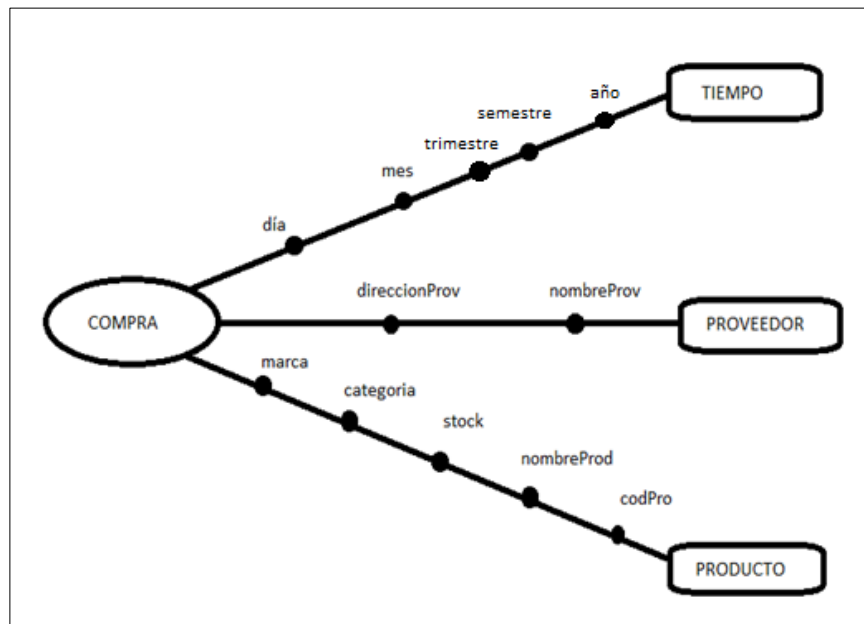 TIEMPO
año
semestre
trimestre
mes
día
direccionProv
nombreProv
COMPRA
PROVEEDOR
marca
categoria
stock
nombreProd
codPro
PRODUCTO